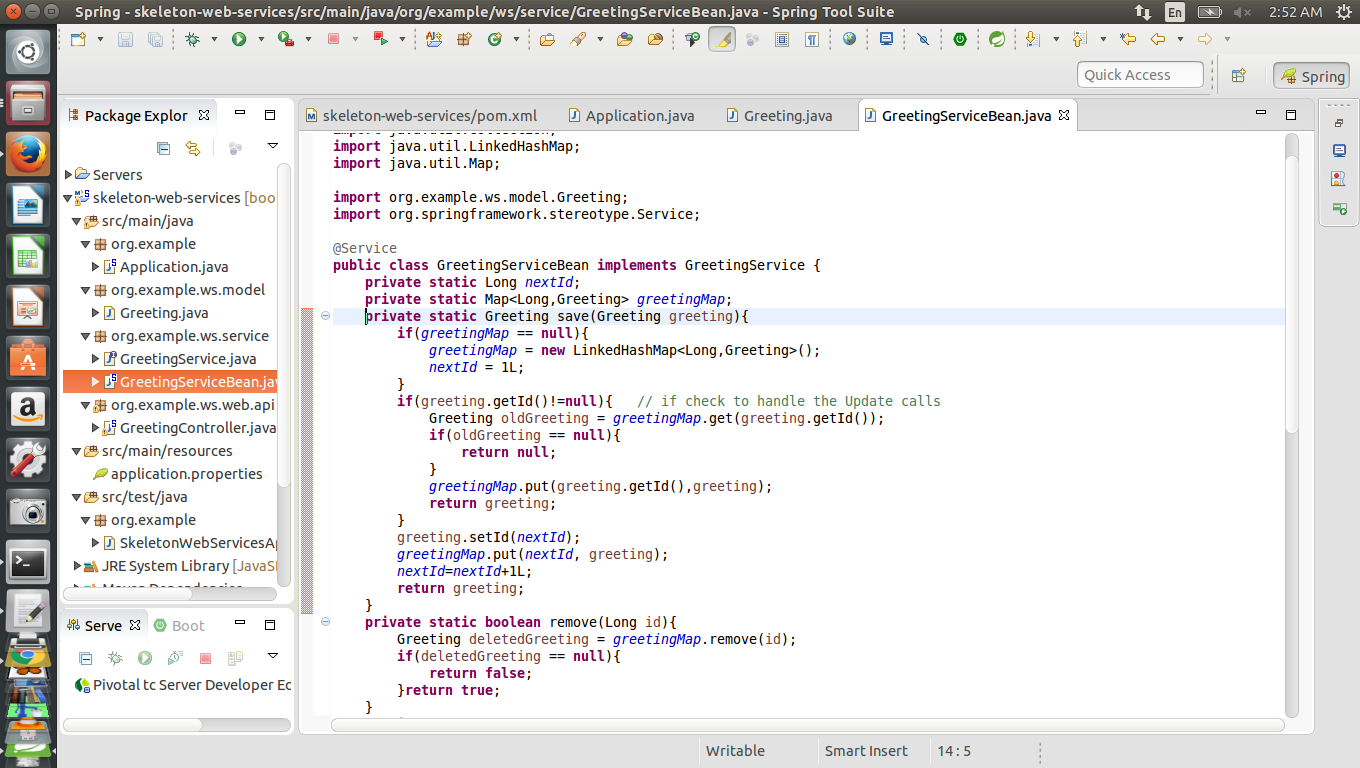 Spring - skeleton-web-services/src/main/java/org/example/ws/service/GreetingServiceBean.java - Spring Tool Suite
En
2:52 AM
Quick Access
Spring
Package Explor
skeleton-web-services/pom.xml
Application.java
Greeting.java
GreetingServiceBean.java
Servers
skeleton-web-services [boo
src/main/java
org.example
Application.java
org.example.ws.model
Greeting.java
org.example.ws.service
GreetingService.java
GreetingServiceBean.jav
org.example.ws.web.api
GreetingController.java
src/main/resources
application.properties
src/test/java
org.example
SkeletonWebServicesAp
JRE System Library [JavaSE
Maven Dependencies
import java.util.Collection;
import java.util.LinkedHashMap;
import java.util.Map;
import org.example.ws.model.Greeting;
import org.springframework.stereotype.Service;
@Service
public class GreetingServiceBean implements GreetingService {
private static Long nextId;
private static Map<Long,Greeting> greetingMap;
private static Greeting save(Greeting greeting){
if(greetingMap == null){
greetingMap = new LinkedHashMap<Long,Greeting>();
nextId = 1L;
}
if(greeting.getId()!=null){ // if check to handle the Update calls
Greeting oldGreeting = greetingMap.get(greeting.getId());
if(oldGreeting == null){
return null;
}
greetingMap.put(greeting.getId(),greeting);
return greeting;
}
greeting.setId(nextId);
greetingMap.put(nextId, greeting);
nextId=nextId+1L;
return greeting;
}
private static boolean remove(Long id){
Greeting deletedGreeting = greetingMap.remove(id);
if(deletedGreeting == null){
return false;
}return true;
}
Serve
Boot
Pivotal tc Server Developer Ec
Writable
Smart Insert
14 : 5